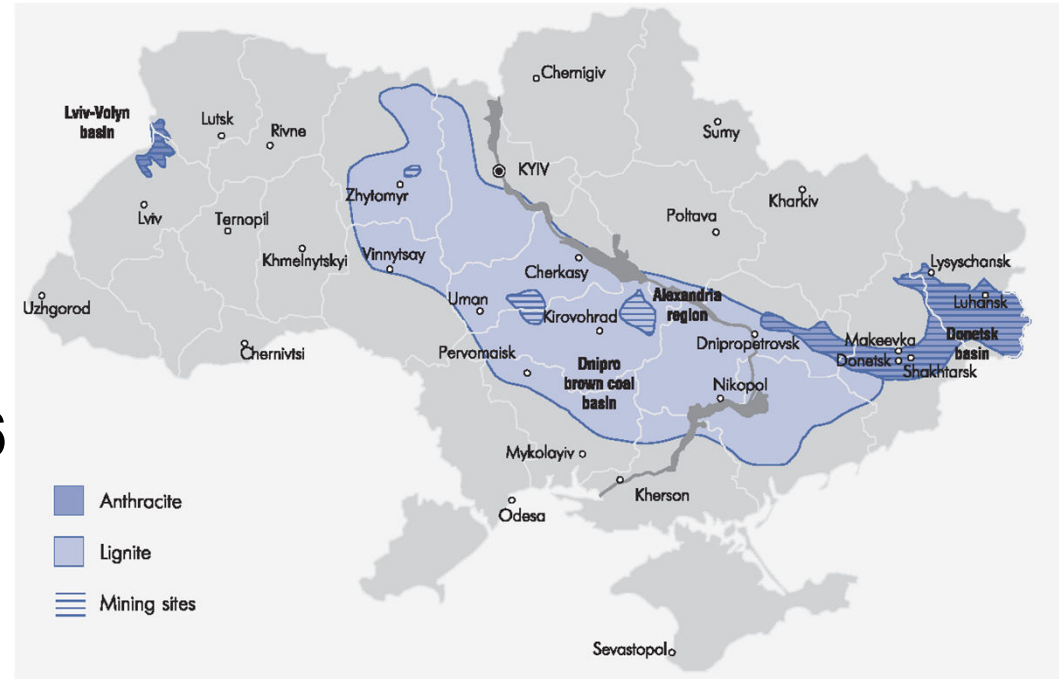 Chernigiv
Lviv-Volyn
basin
Lutsk
Rivne
Sumy
KYIV
Zhytomyr
Kharkiv
Lviv
Ternopil
Poltava
Khmelnytskyi
Vinnytsay
Cherkasy
Lysyschansk
Uzhgorod
Uman
Alexandria
region
Luhansk
Kirovohrad
Chernivtsi
Pervomaisk
Dnipropetrovsk
Makeevka
Donetsk
basin
Donetsk
Shakhtarsk
Dnipro
brown coal
basin
Nikopol
Mykolayiv
Kherson
Odesa
Anthracite
Lignite
Mining sites
Sevastopol